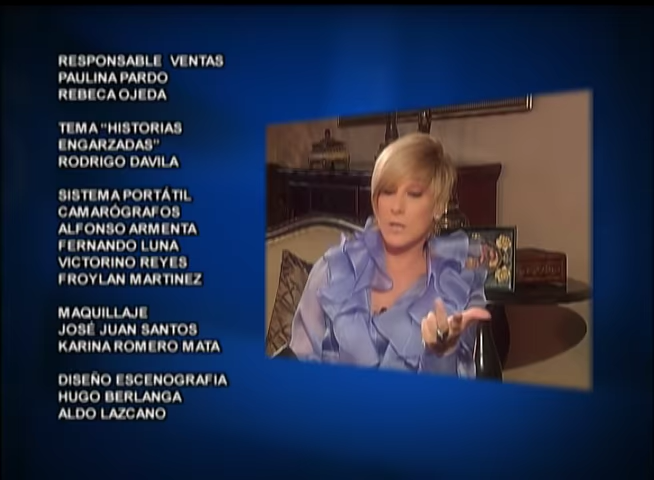 RESPONSABLE VENTAS
PAULINA PARDO
REBECA OJEDA
TEMA "HISTORIAS
ENGARZADAS"
RODRIGO DAVILA
SISTEMA PORTÁTIL
CAMARÓGRAFOS
ALFONSO ARMENTA
FERNANDO LUNA
VICTORINO REYES
FROYLAN MARTINEZ
MAQUILLAJE
JOSÉ JUAN SANTOS
KARINA ROMERO MATA
DISEÑO ESCENOGRAFIA
HUGO BERLANGA
ALDO LAZCANO